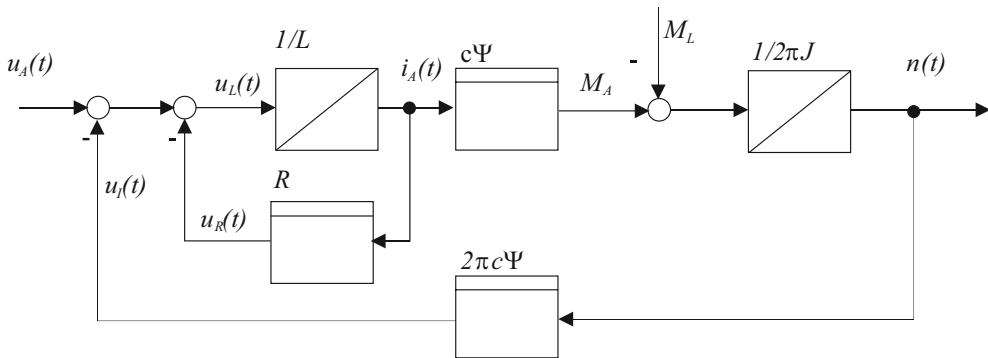 1/L
cΨ
M_L
1/2πJ
u_A(t)
u_L(t)
i_A(t)
-
M_A
n(t)
-
-
u_I(t)
R
u_R(t)
2πcΨ